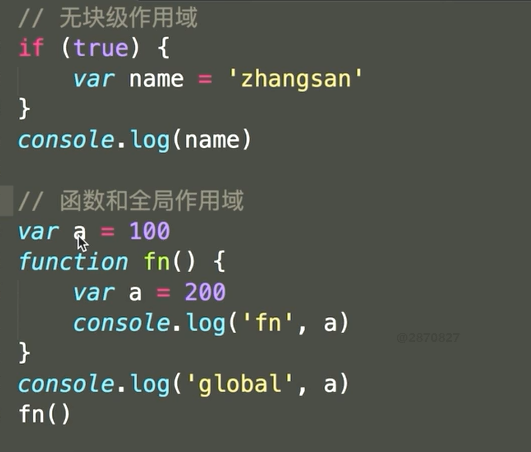 // 无块级作用域
if (true) {
    var name = 'zhangsan'
}
console.log(name)

// 函数和全局作用域
var a = 100
function fn() {
    var a = 200
    console.log('fn', a)
}
console.log('global', a)
fn()
@2670827